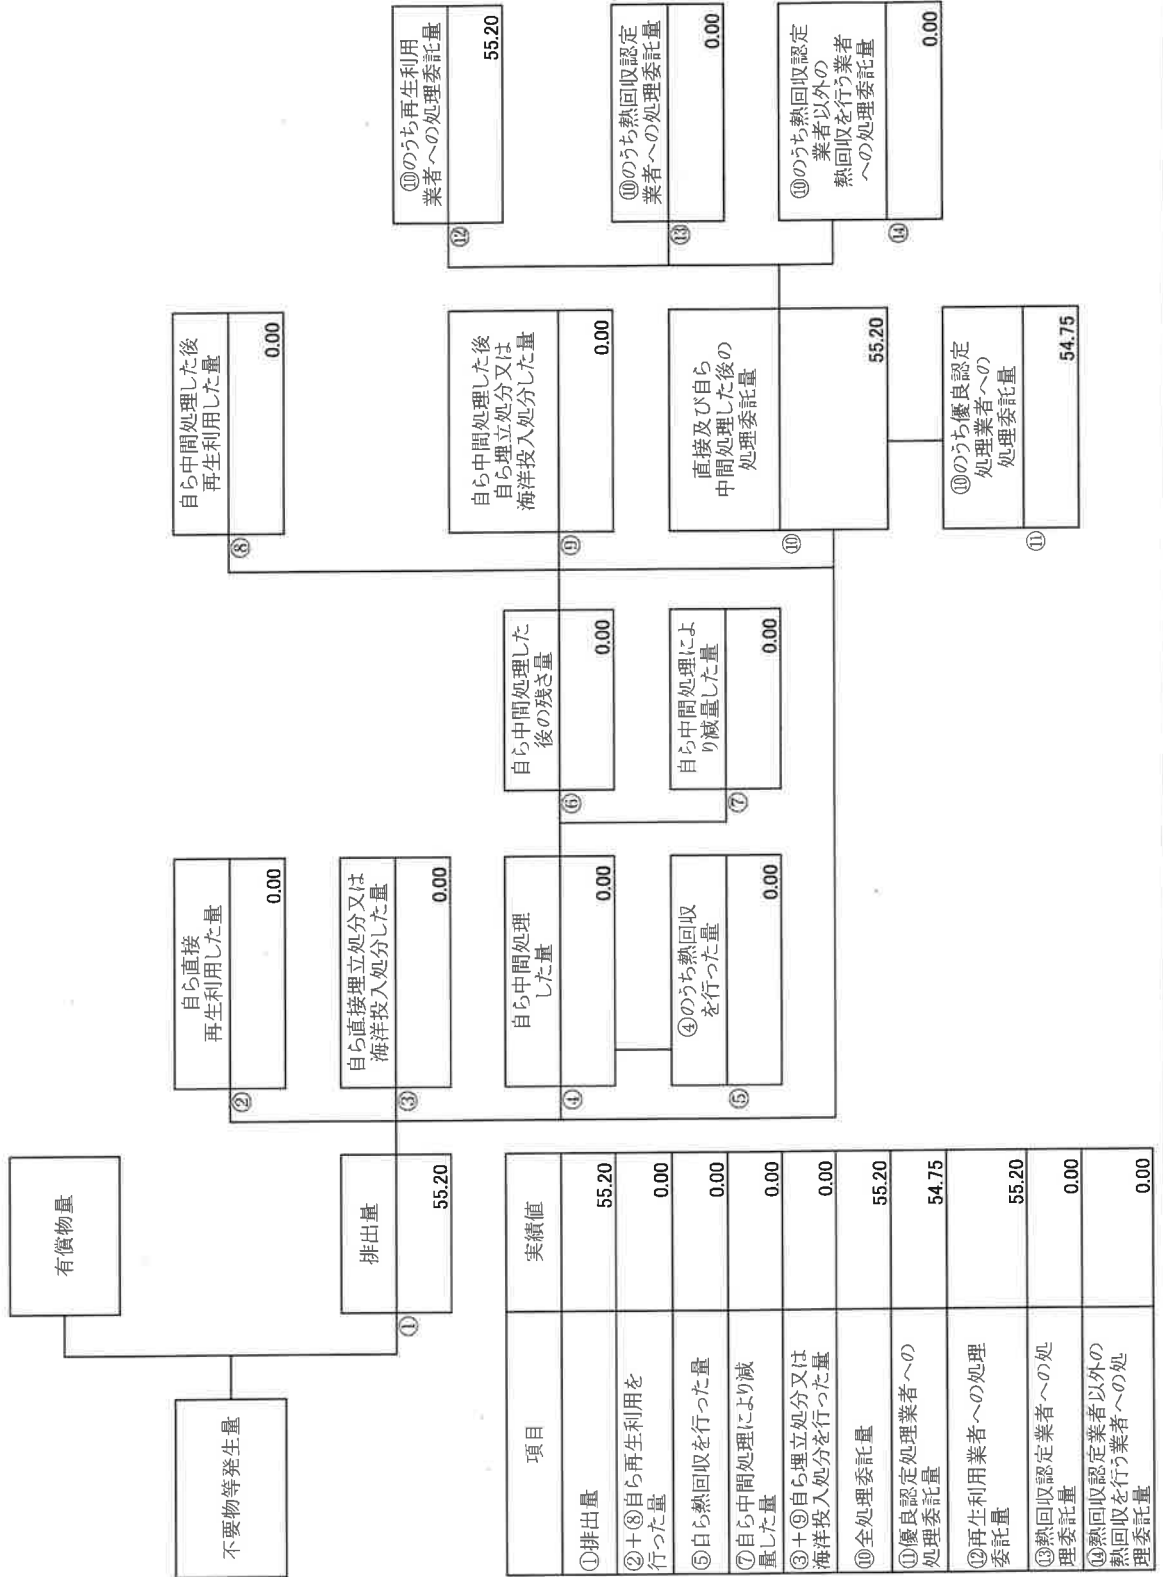 不要物等発生量
有償物量
排出量
①
55.20
自ら直接
再生利用した量
②
0.00
自ら直接埋立処分又は
海洋投入処分した量
③
0.00
自ら中間処理
した量
④
0.00
④のうち熱回収
を行った量
⑤
0.00
自ら中間処理した
後の残さ量
⑥
0.00
自ら中間処理によ
り減量した量
⑦
0.00
自ら中間処理した後
再生利用した量
⑧
0.00
自ら中間処理した後
自ら埋立処分又は
海洋投入処分した量
⑨
0.00
直接及び自ら
中間処理した後の
処理委託量
⑩
55.20
⑩のうち優良認定
処理業者への
処理委託量
⑪
54.75
⑩のうち再生利用
業者への処理委託量
⑫
55.20
⑩のうち熱回収認定
業者への処理委託量
⑬
0.00
⑩のうち熱回収認定
業者以外の
熱回収を行う業者
への処理委託量
⑭
0.00
項目 実績値
①排出量 55.20
②+⑧自ら再生利用を
行った量 0.00
⑤自ら熱回収を行った量 0.00
⑦自ら中間処理により減
量した量 0.00
③+⑨自ら埋立処分又は
海洋投入処分を行った量 0.00
⑩全処理委託量 55.20
⑪優良認定処理業者への
処理委託量 54.75
⑫再生利用業者への処理
委託量 55.20
⑬熱回収認定業者への処
理委託量 0.00
⑭熱回収認定業者以外の
熱回収を行う業者への処
理委託量 0.00